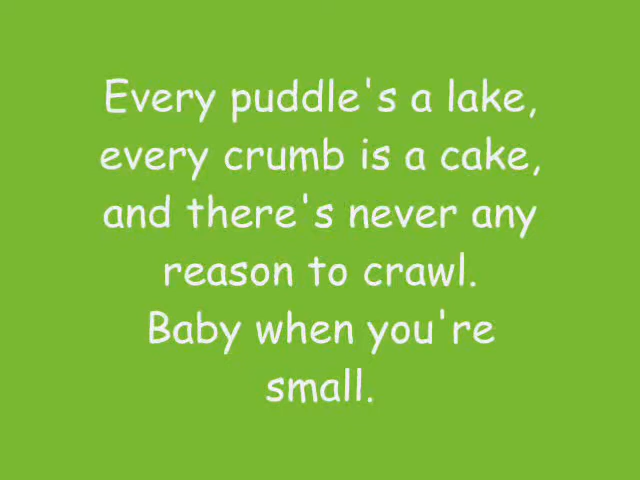 Every puddle's a lake,
every crumb is a cake,
and there's never any
reason to crawl.
Baby when you're
small.